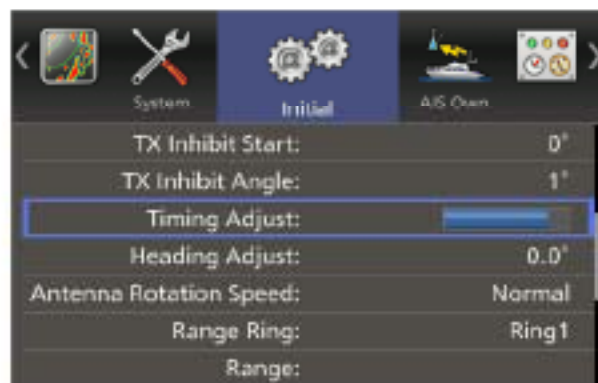 System
Initial
AIS Own
TX Inhibit Start: 0°
TX Inhibit Angle: 1°
Timing Adjust:
Heading Adjust: 0.0°
Antenna Rotation Speed: Normal
Range Ring: Ring1
Range: